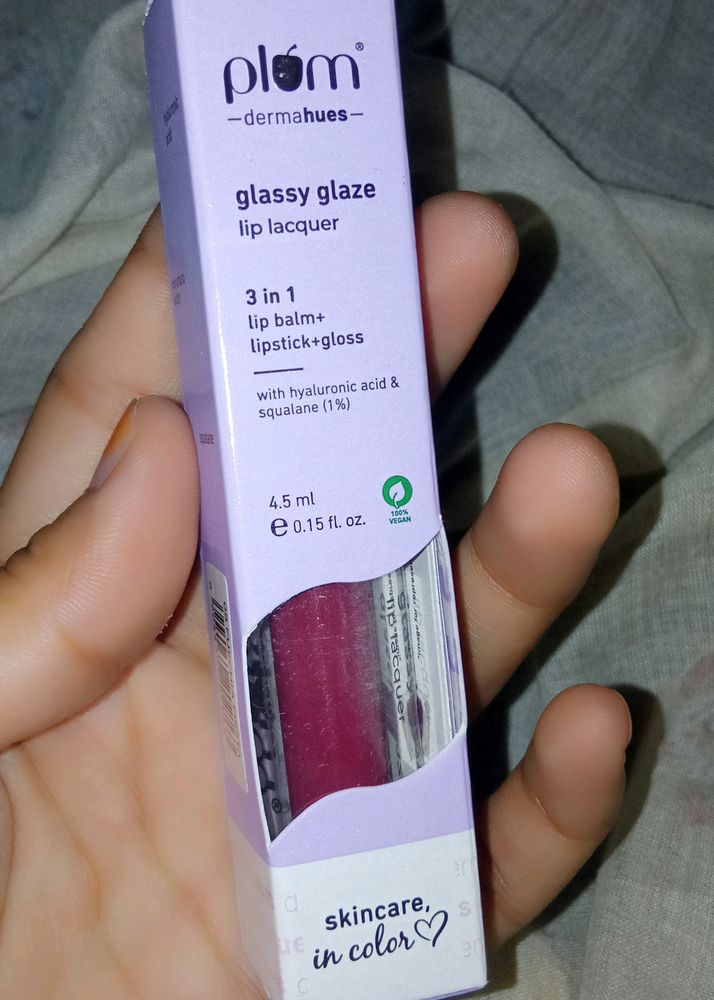 plum®
dermahues
glassy glaze
lip lacquer
3 in 1
lip balm+
lipstick+gloss
with hyaluronic acid &
squalane (1%)
4.5 ml
e 0.15 fl. oz.
100%
VEGAN
lip lacquer
skincare,
in color